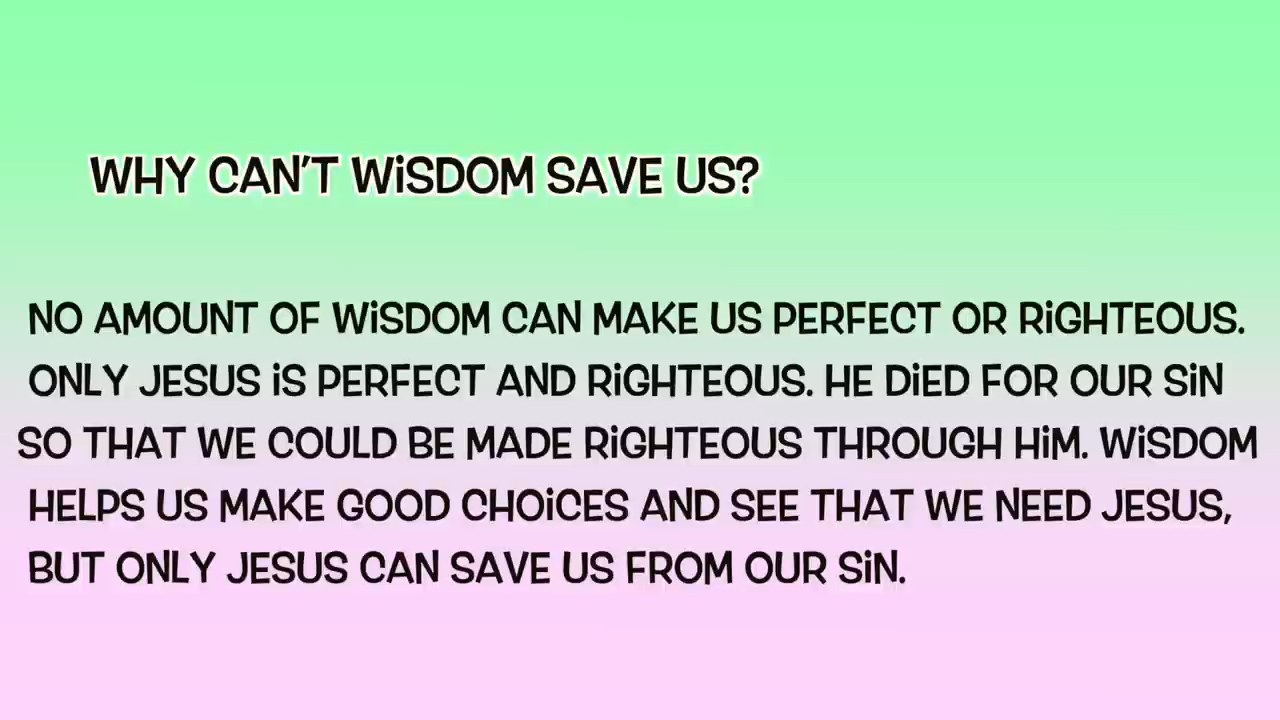 WHY CAN'T WiSDOM SAVE US?
NO AMOUNT OF WiSDOM CAN MAKE US PERFECT OR RiGHTEOUS.
ONLY JESUS iS PERFECT AND RiGHTEOUS. HE DiED FOR OUR SiN
SO THAT WE COULD BE MADE RiGHTEOUS THROUGH HiM. WiSDOM
HELPS US MAKE GOOD CHOiCES AND SEE THAT WE NEED JESUS,
BUT ONLY JESUS CAN SAVE US FROM OUR SiN.